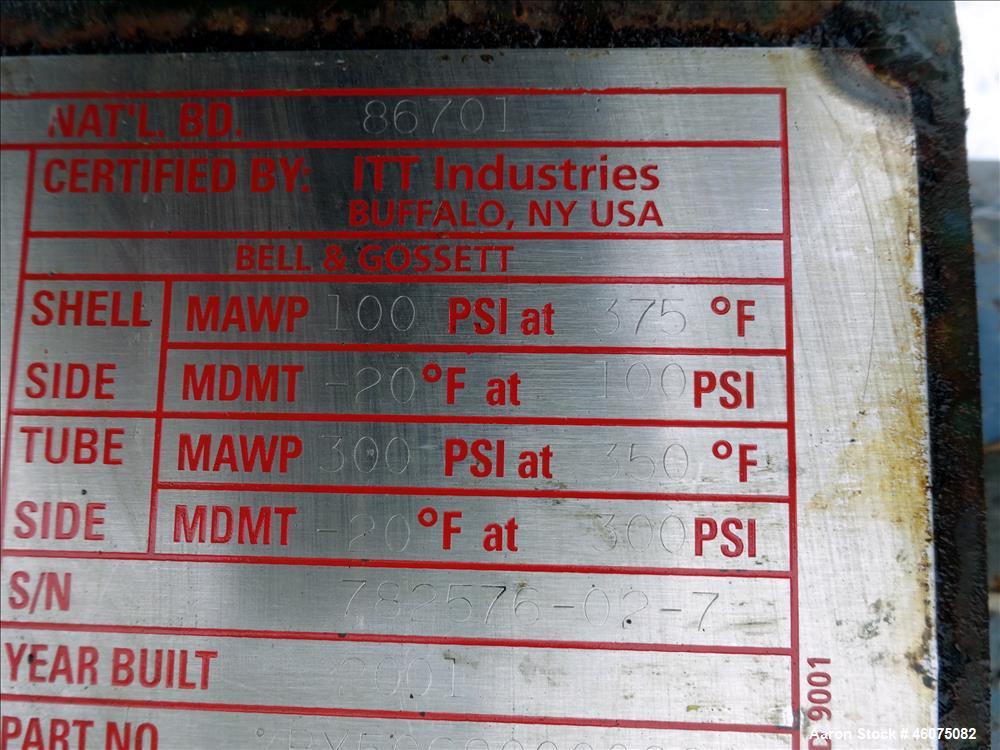 NAT'L. BD. 86701
CERTIFIED BY: ITT Industries
BUFFALO, NY USA
BELL & GOSSETT
SHELL SIDE
MAWP 100 PSI at 375 °F
MDMT -20 °F at 100 PSI
TUBE SIDE
MAWP 300 PSI at 350 °F
MDMT -20 °F at 300 PSI
S/N 782576-02-7
YEAR BUILT 2001
PART NO
9001
Aaron Stock # 46075082